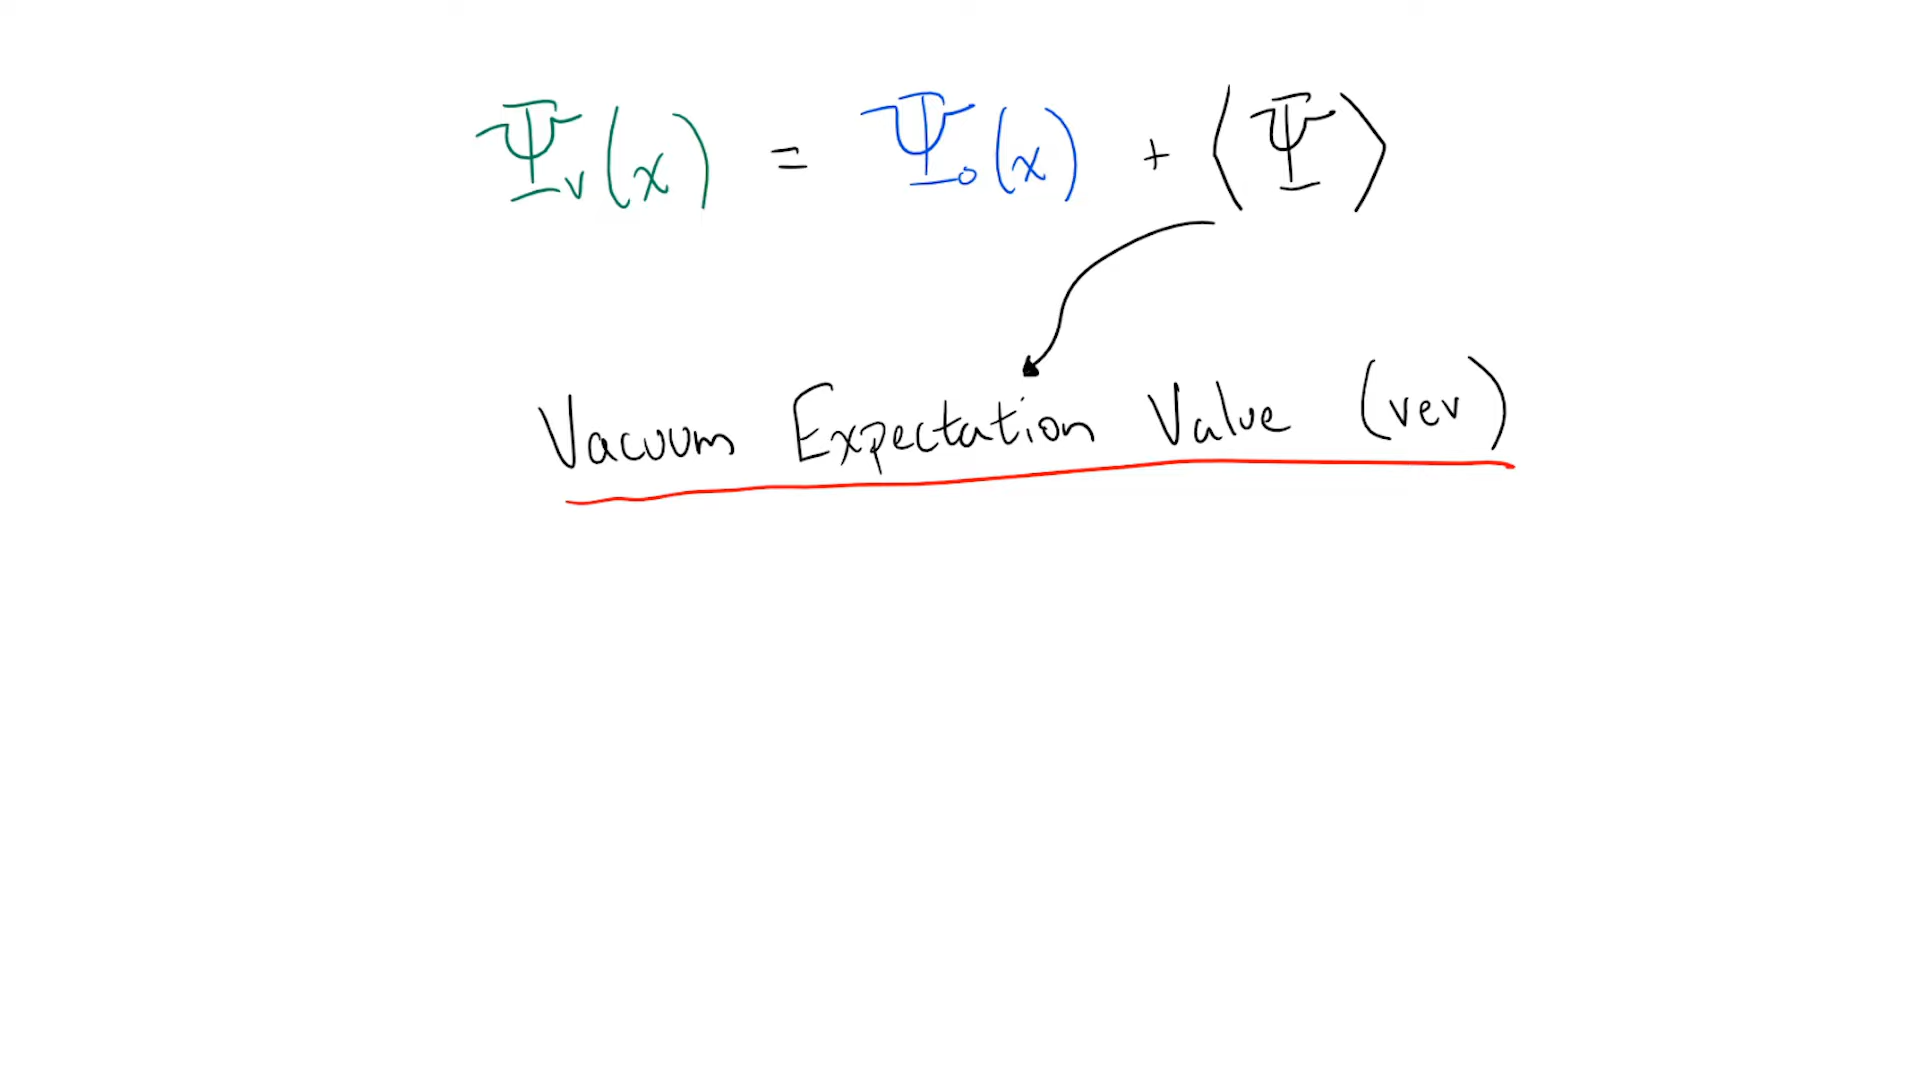 Ψᵥ(x) = Ψ₀(x) + ⟨Ψ⟩
Vacuum Expectation Value (vev)